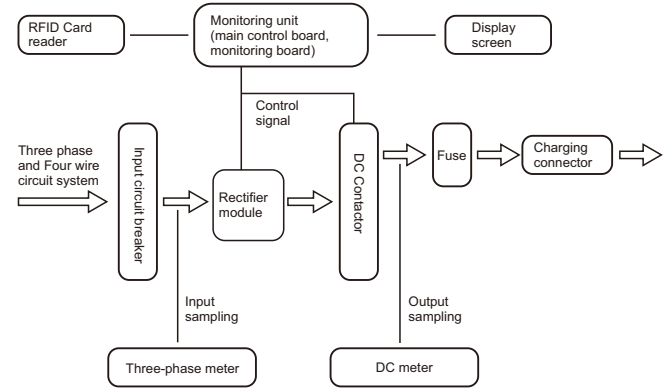 RFID Card
reader
Monitoring unit
(main control board,
monitoring board)
Display
screen
Control
signal
Three phase
and Four wire
circuit system
Input circuit breaker
Rectifier
module
DC Contactor
Fuse
Charging
connector
Input
sampling
Output
sampling
Three-phase meter
DC meter